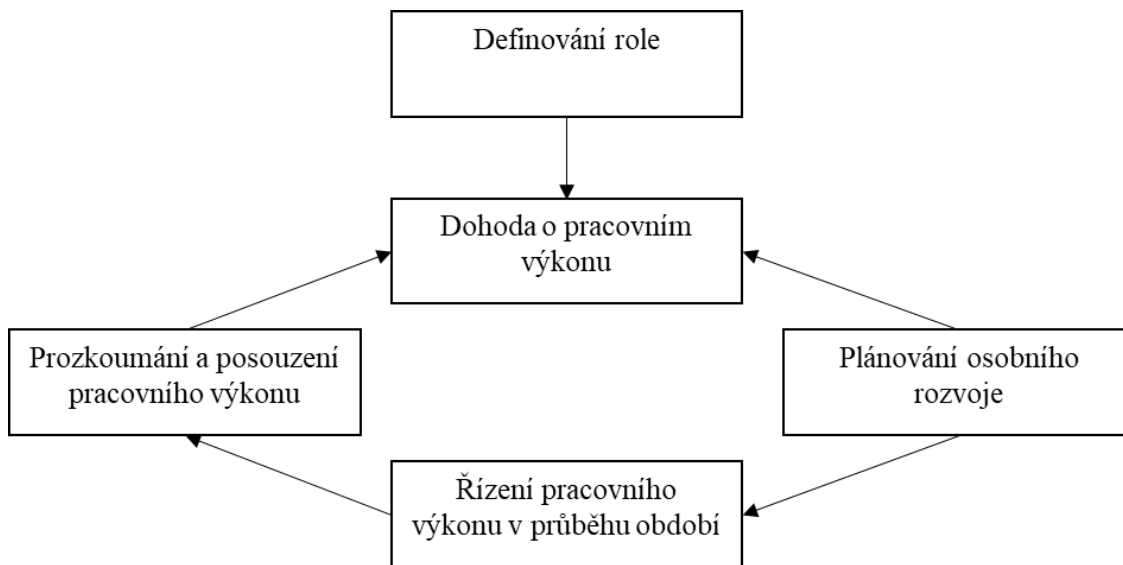 Definování role
Dohoda o pracovním
výkonu
Prozkoumání a posouzení
pracovního výkonu
Plánování osobního
rozvoje
Řízení pracovního
výkonu v průběhu období